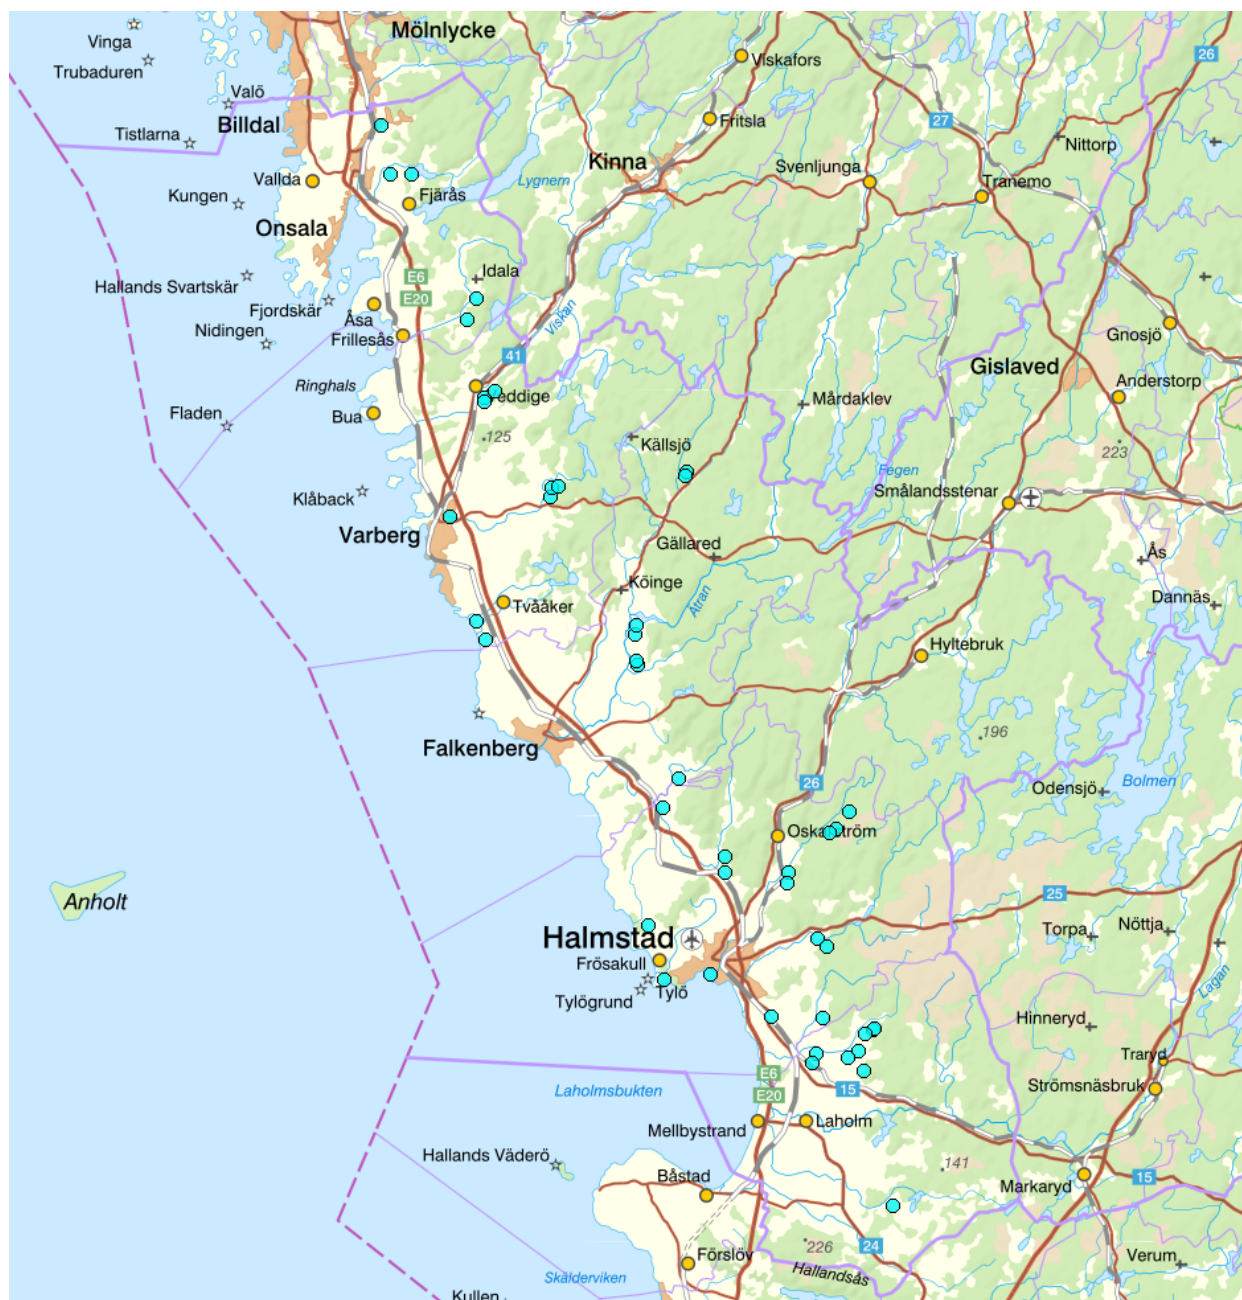 Mölnlycke
Vinga
Trubaduren
Viskafors
26
Valö
Billdal
Tistlarna
Fritsla
27
Nittorp
Kinna
Svenljunga
Tranemo
Vallda
Fjärås
Lygnern
Kungen
Onsala
Idala
E6
E20
Hallands Svartskär
Fjordskär
Viskan
Åsa
Frillesås
Nidingen
Gnosjö
41
Gislaved
Ringhals
Anderstorp
Mårdaklev
Fladen
Bua
125
Källsjö
223
Fegen
Klåback
Smålandsstenar
Varberg
Gällared
Ås
Köinge
Dannäs
Tvååker
Ätran
Hyltebruk
Falkenberg
196
26
Odensjö
Bolmen
Anholt
25
Nöttja
Torpa
Halmstad
Frösakull
Tylö
Tylögrund
Lagan
Hinneryd
Traryd
E6
E20
15
Strömsnäsbruk
Laholmsbukten
Mellbystrand
Laholm
Hallands Väderö
Båstad
141
Markaryd
15
24
226
Förslöv
Hallandsås
Verum
Skälderviken
Kullen